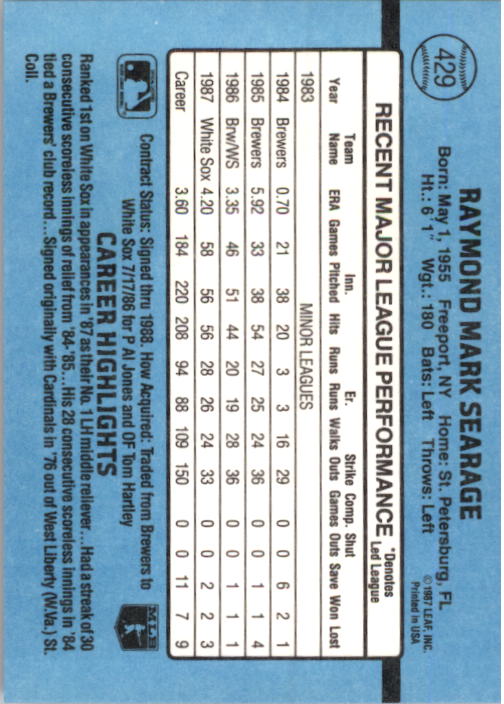 429
RAYMOND MARK SEARAGE
Born: May 1, 1955 Freeport, NY Home: St. Petersburg, FL
Ht.: 6' 1" Wgt.: 180 Bats: Left Throws: Left
© 1987 LEAF, INC.
Printed in USA
RECENT MAJOR LEAGUE PERFORMANCE
*Denotes
Led League
Team Inn. Er. Strike Comp. Shut
Year Name ERA Games Pitched Hits Runs Runs Walks Outs Games Outs Save Won Lost
1983 MINOR LEAGUES
1984 Brewers 0.70 21 38 20 3 3 16 29 0 0 6 2 1
1985 Brewers 5.92 33 38 54 27 25 24 36 0 0 1 1 4
1986 Brw/WS 3.35 46 51 44 20 19 28 36 0 0 1 1 1
1987 White Sox 4.20 58 56 56 28 26 24 33 0 0 2 2 3
Career 3.60 184 220 208 94 88 109 150 0 0 11 7 9
Contract Status: Signed thru 1998. How Acquired: Traded from Brewers to
White Sox 7/17/86 for P Al Jones and OF Tom Hartley
MLB
CAREER HIGHLIGHTS
Ranked 1st on White Sox in appearances in '87 as their No. 1 LH middle reliever... Had a streak of 30
consecutive scoreless innings of relief from '84-'85... His 28 consecutive scoreless innings in '84
tied a Brewers' club record... Signed originally with Cardinals in '76 out of West Liberty (W.Va.) St.
Coll.